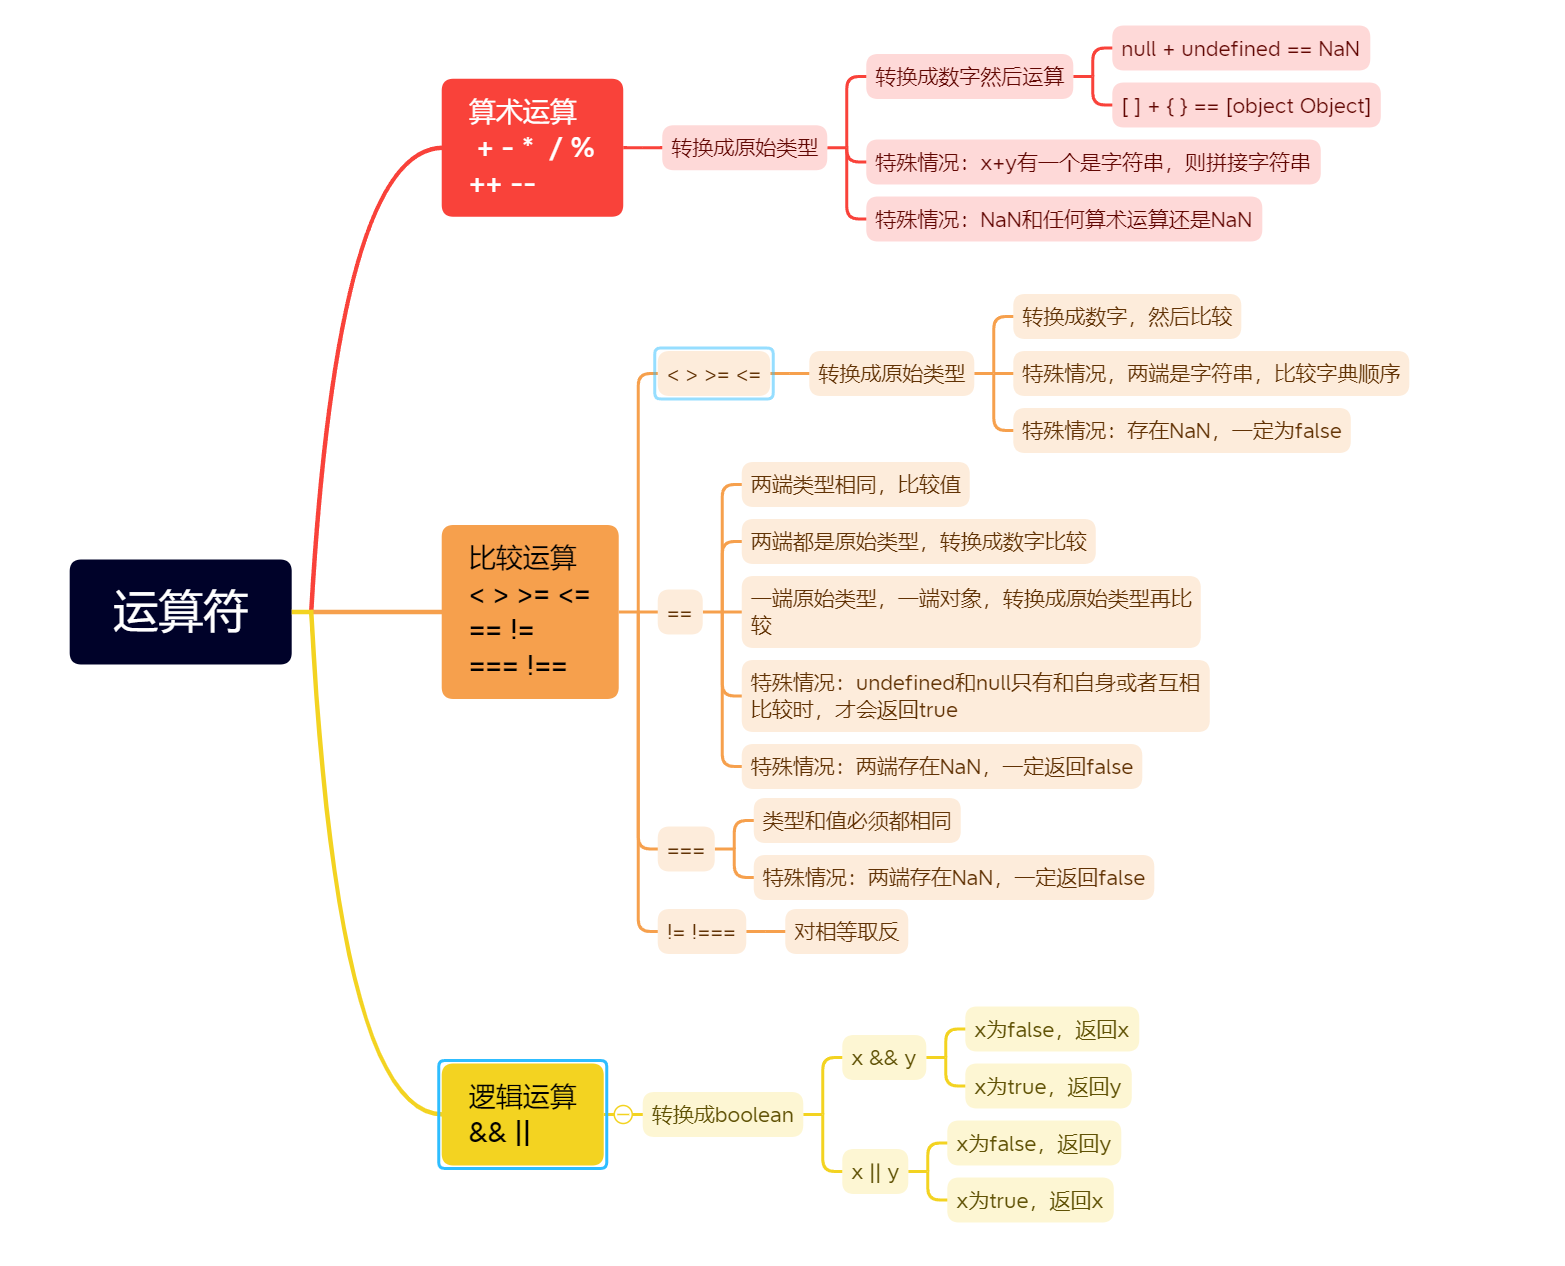 运算符
算术运算
+ - * / %
++ --
转换成原始类型
转换成数字然后运算
null + undefined == NaN
[ ] + { } == [object Object]
特殊情况：x+y有一个是字符串，则拼接字符串
特殊情况：NaN和任何算术运算还是NaN
比较运算
< > >= <=
== !=
=== !==
< > >= <=
转换成原始类型
转换成数字，然后比较
特殊情况，两端是字符串，比较字典顺序
特殊情况：存在NaN，一定为false
==
两端类型相同，比较值
两端都是原始类型，转换成数字比较
一端原始类型，一端对象，转换成原始类型再比
较
特殊情况：undefined和null只有和自身或者互相
比较时，才会返回true
特殊情况：两端存在NaN，一定返回false
===
类型和值必须都相同
特殊情况：两端存在NaN，一定返回false
!= !===
对相等取反
逻辑运算
&& ||
转换成boolean
x && y
x为false，返回x
x为true，返回y
x || y
x为false，返回y
x为true，返回x